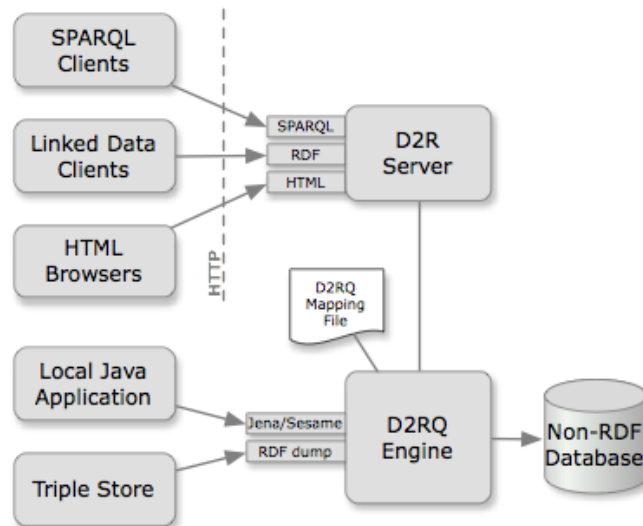 SPARQL
Clients
Linked Data
Clients
HTML
Browsers
HTTP
SPARQL
RDF
HTML
D2R
Server
D2RQ
Mapping
File
Local Java
Application
Triple Store
Jena/Sesame
RDF dump
D2RQ
Engine
Non-RDF
Database